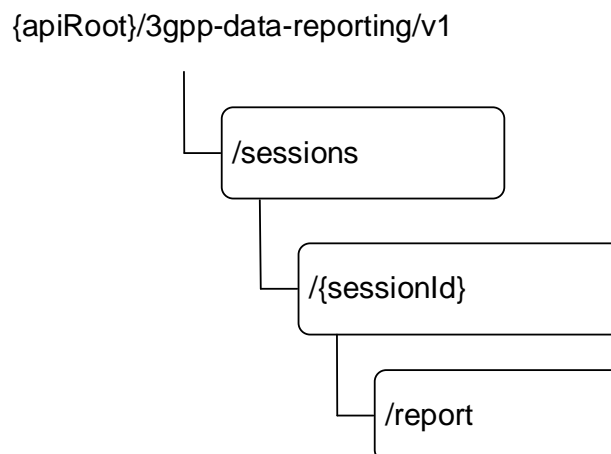 {apiRoot}/3gpp-data-reporting/v1
/sessions
/{sessionId}
/report